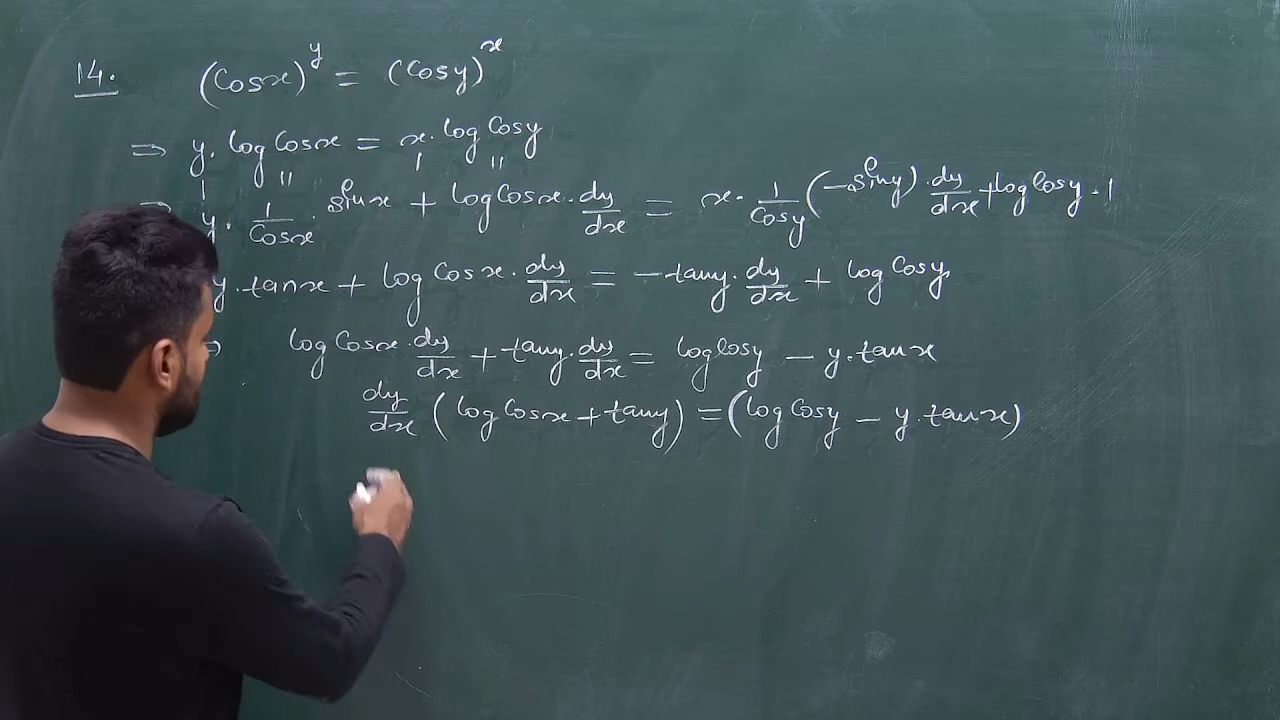 14. (Cosx)^y = (Cosy)^x
⇒ y. log Cosx = x. log Cosy
⇒ y. 1/Cosx . sinx + log Cosx. dy/dx = x. 1/Cosy (-siny). dy/dx + log Cosy. 1
y. tanx + log Cosx. dy/dx = -tany. dy/dx + log Cosy
⇒ log Cosx. dy/dx + tany. dy/dx = log Cosy - y. tanx
dy/dx (log Cosx + tany) = (log Cosy - y. tanx)